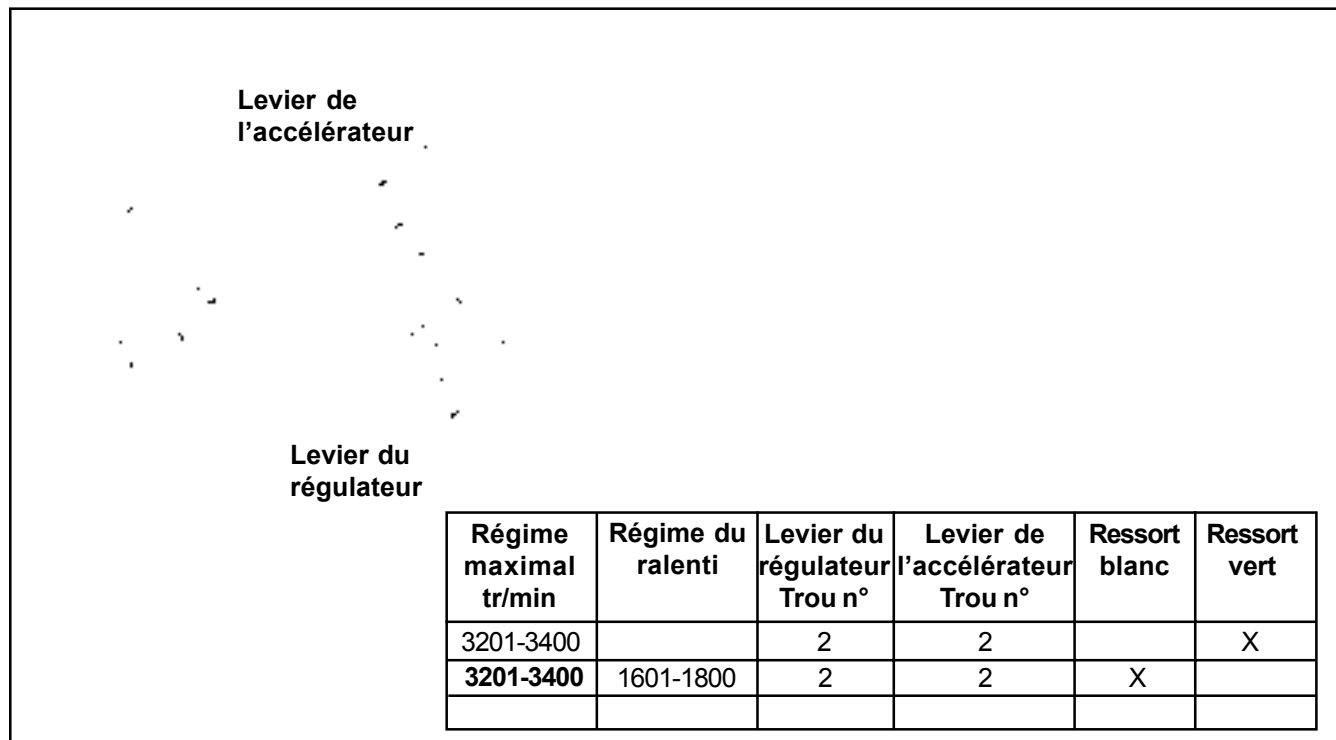 Levier de
l'accélérateur
Levier du
régulateur
Régime maximal tr/min Régime du ralenti Levier du régulateur Trou n° Levier de l'accélérateur Trou n° Ressort blanc Ressort vert
3201-3400 2 2 X
3201-3400 1601-1800 2 2 X